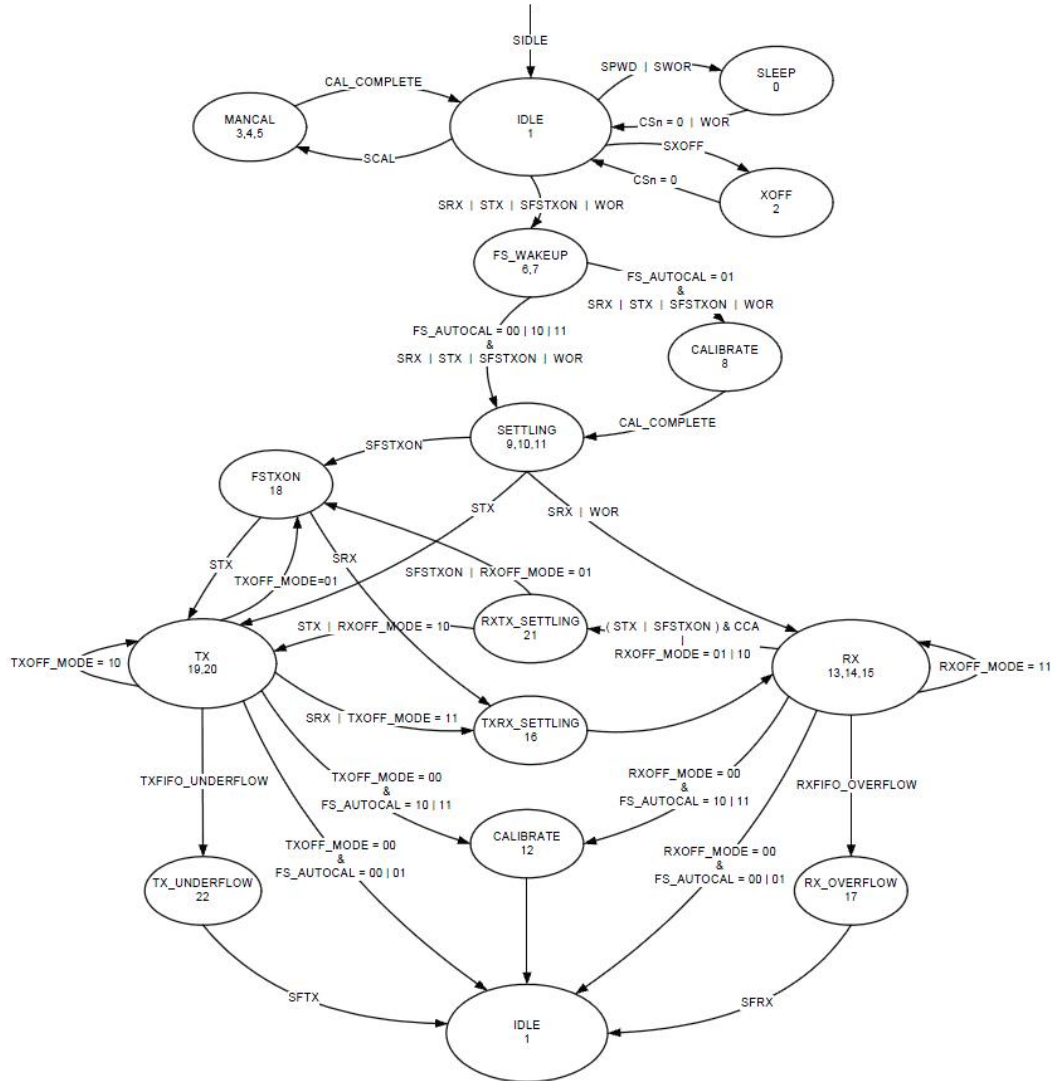 SIDLE
SPWD | SWOR
SLEEP
0
CAL_COMPLETE
MANCAL
3,4,5
IDLE
1
CSn = 0 | WOR
SCAL
SXOFF
CSn = 0
XOFF
2
SRX | STX | SFSTXON | WOR
FS_WAKEUP
6,7
FS_AUTOCAL = 01
&
SRX | STX | SFSTXON | WOR
FS_AUTOCAL = 00 | 10 | 11
&
SRX | STX | SFSTXON | WOR
CALIBRATE
8
CAL_COMPLETE
SETTLING
9,10,11
SFSTXON
FSTXON
18
STX
SRX | WOR
STX
SRX
TXOFF_MODE=01
SFSTXON | RXOFF_MODE = 01
STX | RXOFF_MODE = 10
RXTX_SETTLING
21
( STX | SFSTXON ) & CCA
|
RXOFF_MODE = 01 | 10
TXOFF_MODE = 10
TX
19,20
RX
13,14,15
RXOFF_MODE = 11
SRX | TXOFF_MODE = 11
TXRX_SETTLING
16
TXFIFO_UNDERFLOW
TXOFF_MODE = 00
&
FS_AUTOCAL = 10 | 11
RXOFF_MODE = 00
&
FS_AUTOCAL = 10 | 11
RXFIFO_OVERFLOW
CALIBRATE
12
TXOFF_MODE = 00
&
FS_AUTOCAL = 00 | 01
RXOFF_MODE = 00
&
FS_AUTOCAL = 00 | 01
TX_UNDERFLOW
22
RX_OVERFLOW
17
SFTX
SFRX
IDLE
1